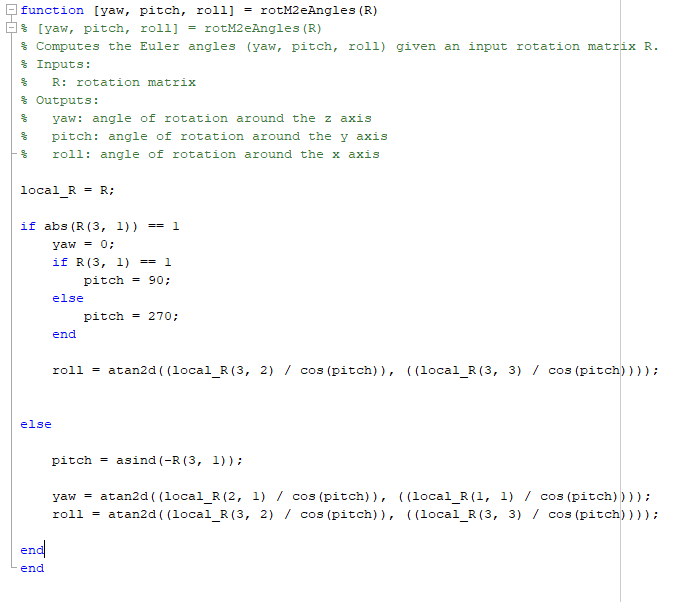 function [yaw, pitch, roll] = rotM2eAngles(R)
% [yaw, pitch, roll] = rotM2eAngles(R)
% Computes the Euler angles (yaw, pitch, roll) given an input rotation matrix R.
% Inputs:
%   R: rotation matrix
% Outputs:
%   yaw: angle of rotation around the z axis
%   pitch: angle of rotation around the y axis
%   roll: angle of rotation around the x axis
local_R = R;
if abs(R(3, 1)) == 1
    yaw = 0;
    if R(3, 1) == 1
        pitch = 90;
    else
        pitch = 270;
    end
    roll = atan2d((local_R(3, 2) / cos(pitch)), ((local_R(3, 3) / cos(pitch))));
else
    pitch = asind(-R(3, 1));
    yaw = atan2d((local_R(2, 1) / cos(pitch)), ((local_R(1, 1) / cos(pitch))));
    roll = atan2d((local_R(3, 2) / cos(pitch)), ((local_R(3, 3) / cos(pitch))));
end
end